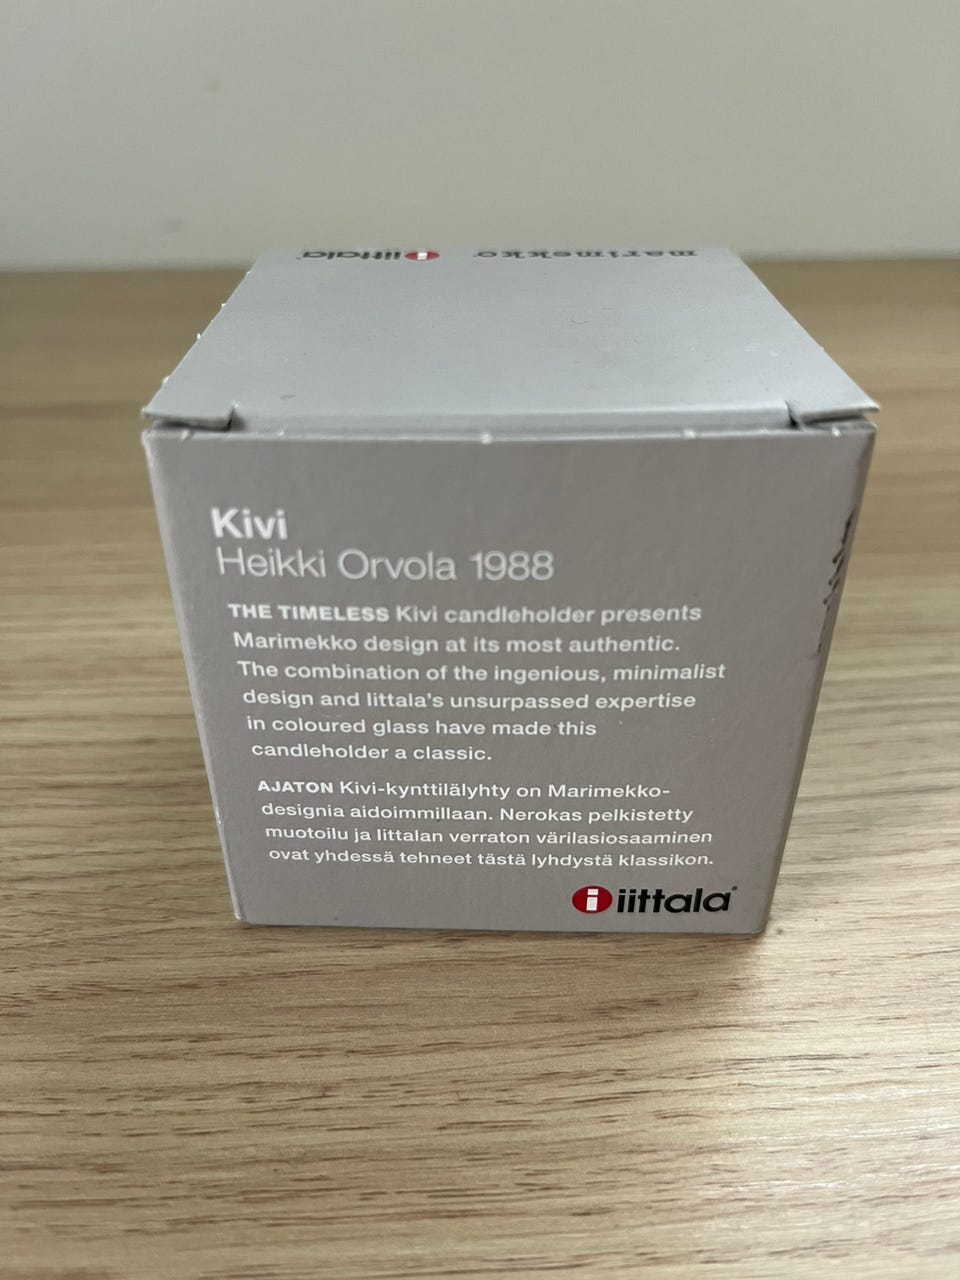 iittala
marimekko
Kivi
Heikki Orvola 1988
THE TIMELESS Kivi candleholder presents
Marimekko design at its most authentic.
The combination of the ingenious, minimalist
design and Iittala's unsurpassed expertise
in coloured glass have made this
candleholder a classic.
AJATON Kivi-kynttilälyhty on Marimekko-
designia aidoimmillaan. Nerokas pelkistetty
muotoilu ja Iittalan verraton värilasiosaaminen
ovat yhdessä tehneet tästä lyhdystä klassikon.
i iittala®